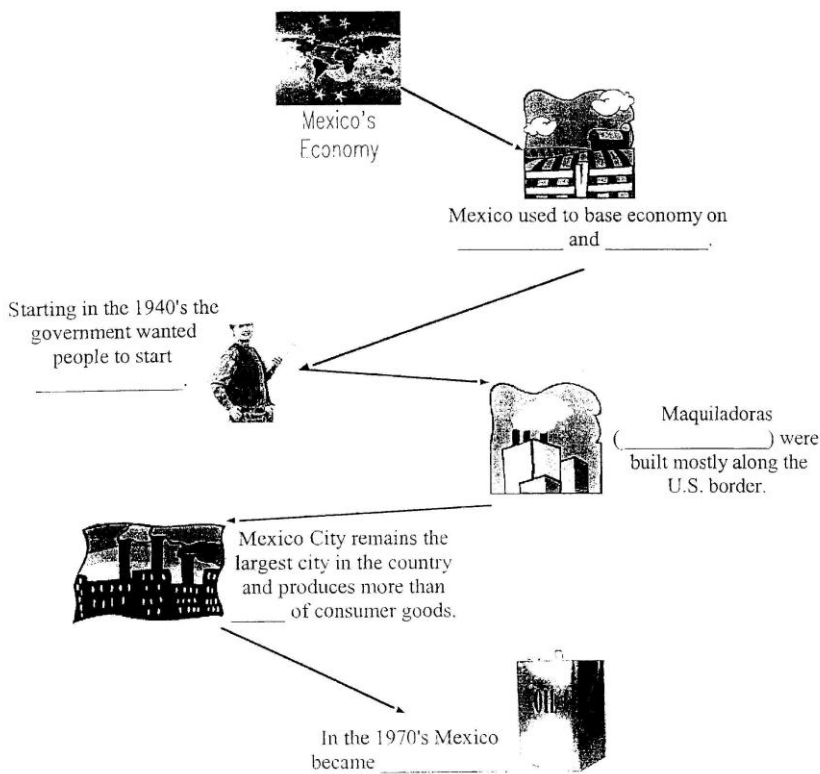 Mexico's
Economy
Mexico used to base economy on
__________ and __________.
Starting in the 1940's the
government wanted
people to start
______________.
Maquiladoras
(______________) were
built mostly along the
U.S. border.
Mexico City remains the
largest city in the country
and produces more than
_____ of consumer goods.
OIL
In the 1970's Mexico
became ______________